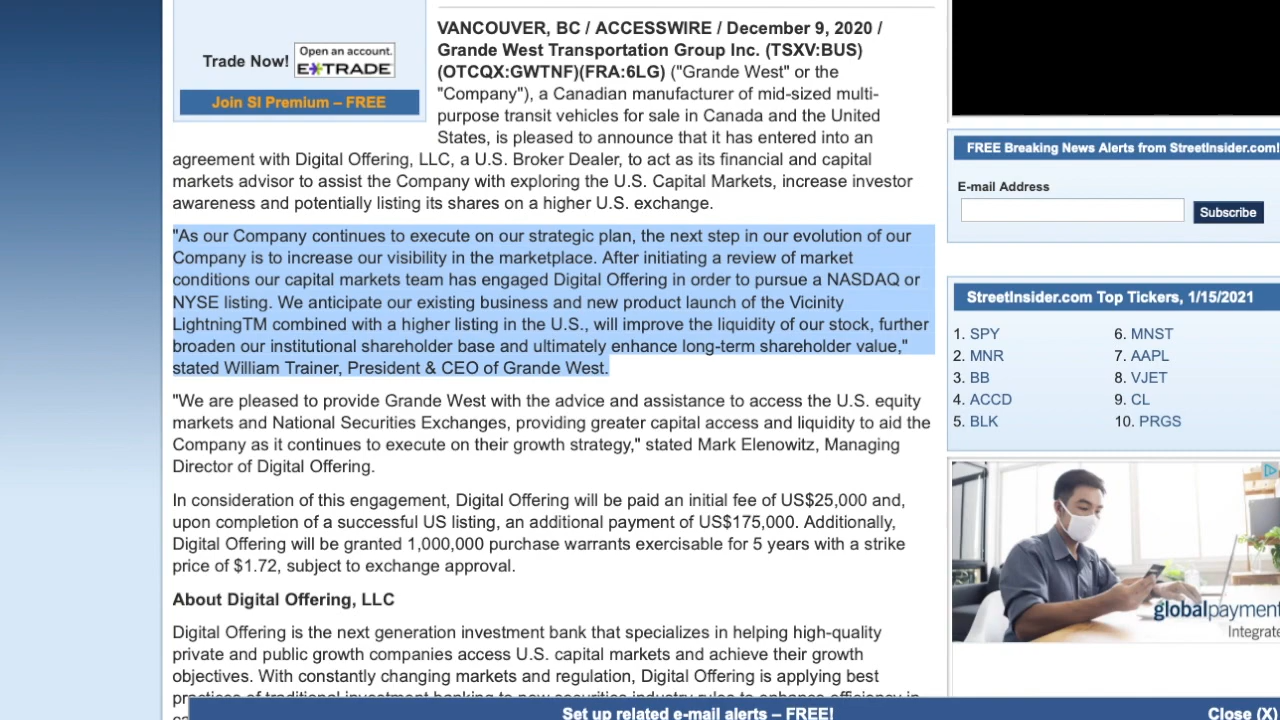 Trade Now!
Open an account.
E*TRADE
Join SI Premium – FREE
VANCOUVER, BC / ACCESSWIRE / December 9, 2020 /
Grande West Transportation Group Inc. (TSXV:BUS)
(OTCQX:GWTNF)(FRA:6LG) ("Grande West" or the
"Company"), a Canadian manufacturer of mid-sized multi-
purpose transit vehicles for sale in Canada and the United
States, is pleased to announce that it has entered into an
agreement with Digital Offering, LLC, a U.S. Broker Dealer, to act as its financial and capital
markets advisor to assist the Company with exploring the U.S. Capital Markets, increase investor
awareness and potentially listing its shares on a higher U.S. exchange.
"As our Company continues to execute on our strategic plan, the next step in our evolution of our
Company is to increase our visibility in the marketplace. After initiating a review of market
conditions our capital markets team has engaged Digital Offering in order to pursue a NASDAQ or
NYSE listing. We anticipate our existing business and new product launch of the Vicinity
LightningTM combined with a higher listing in the U.S., will improve the liquidity of our stock, further
broaden our institutional shareholder base and ultimately enhance long-term shareholder value,"
stated William Trainer, President & CEO of Grande West.
"We are pleased to provide Grande West with the advice and assistance to access the U.S. equity
markets and National Securities Exchanges, providing greater capital access and liquidity to aid the
Company as it continues to execute on their growth strategy," stated Mark Elenowitz, Managing
Director of Digital Offering.
In consideration of this engagement, Digital Offering will be paid an initial fee of US$25,000 and,
upon completion of a successful US listing, an additional payment of US$175,000. Additionally,
Digital Offering will be granted 1,000,000 purchase warrants exercisable for 5 years with a strike
price of $1.72, subject to exchange approval.
About Digital Offering, LLC
Digital Offering is the next generation investment bank that specializes in helping high-quality
private and public growth companies access U.S. capital markets and achieve their growth
objectives. With constantly changing markets and regulation, Digital Offering is applying best
practices of traditional investment banking to new securities industry rules to enhance efficiency in
FREE Breaking News Alerts from StreetInsider.com!
E-mail Address
Subscribe
StreetInsider.com Top Tickers, 1/15/2021
1. SPY
2. MNR
3. BB
4. ACCD
5. BLK
6. MNST
7. AAPL
8. VJET
9. CL
10. PRGS
globalpayment
Integrate
Set up related e-mail alerts – FREE!
Close (X)